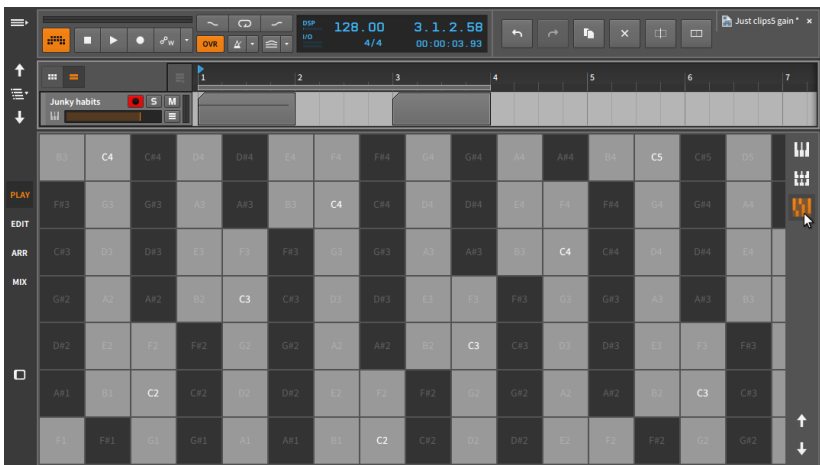 DSP 128.00 3.1.2.58 Just clips5 gain*
W OVR I/O 4/4 00:00:03.93
1 2 3 4 5 6 7
Junky habits S M
B3 C4 C#4 D4 D#4 E4 F4 F#4 G4 G#4 A4 A#4 B4 C5 C#5 D5
PLAY F#3 G3 G#3 A3 A#3 B3 C4 C#4 D4 D#4 E4 F4 F#4 G4 G#4 A4
EDIT
ARR C#3 D3 D#3 E3 F3 F#3 G3 G#3 A3 A#3 B3 C4 C#4 D4 D#4 E4
MIX G#2 A2 A#2 B2 C3 C#3 D3 D#3 E3 F3 F#3 G3 G#3 A3 A#3 B3
D#2 E2 F2 F#2 G2 G#2 A2 A#2 B2 C3 C#3 D3 D#3 E3 F3 F#3
A#1 B1 C2 C#2 D2 D#2 E2 F2 F#2 G2 G#2 A2 A#2 B2 C3 C#3
F1 F#1 G1 G#1 A1 A#1 B1 C2 C#2 D2 D#2 E2 F2 F#2 G2 G#2